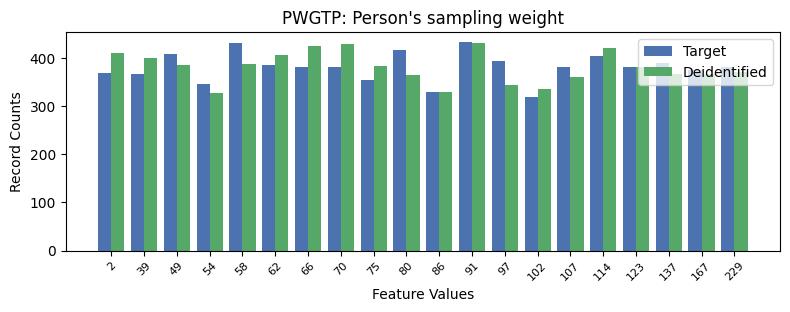 PWGTP: Person's sampling weight
Target
Deidentified
Record Counts
400
300
200
100
0
2 39 49 54 58 62 66 70 75 80 86 91 97 102 107 114 123 137 167 229
Feature Values